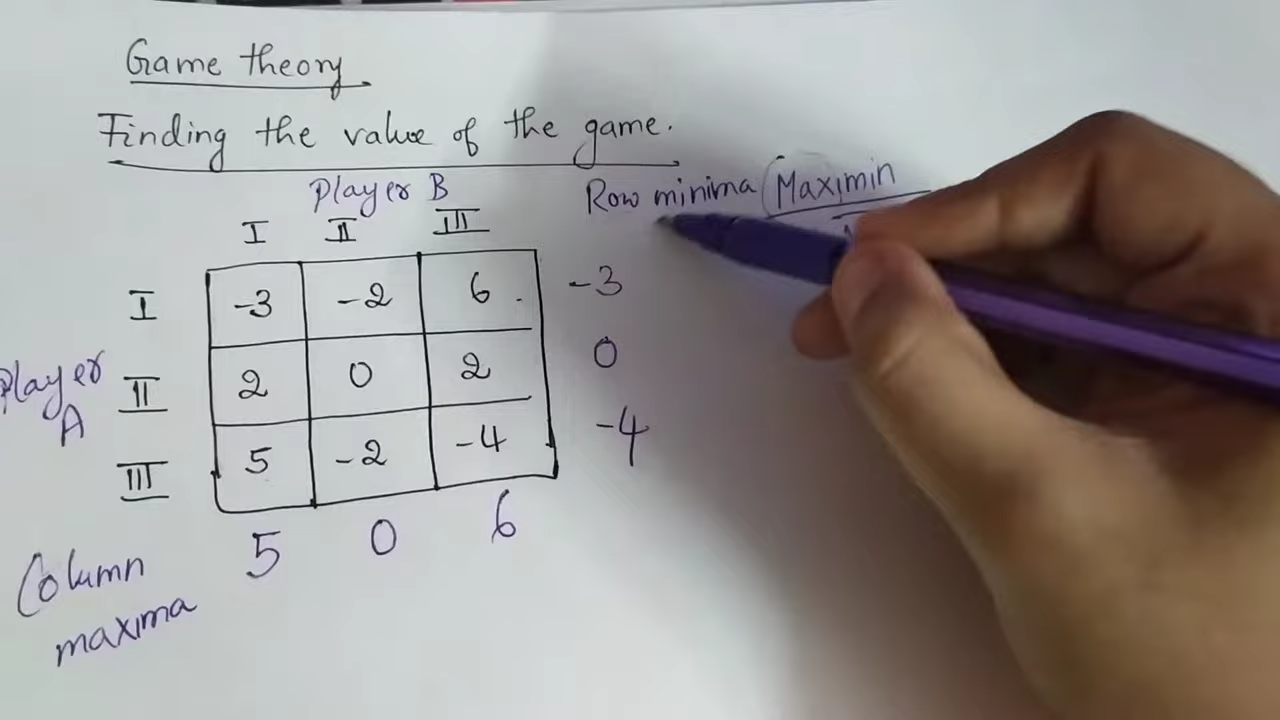 Game theory
Finding the value of the game.
Player B
Row minima
Maximin
I II III
I -3 -2 6 -3
Player A
II 2 0 2 0
III 5 -2 -4 -4
Column maxima
5 0 6